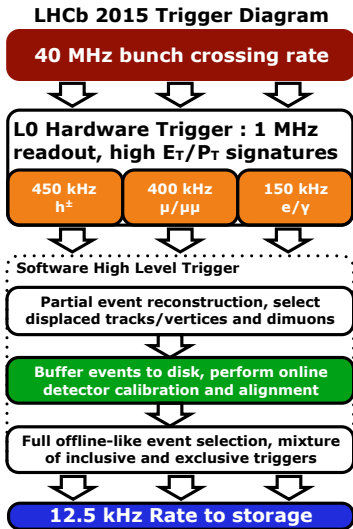 LHCb 2015 Trigger Diagram
40 MHz bunch crossing rate
L0 Hardware Trigger : 1 MHz
readout, high ET/PT signatures
450 kHz
h±
400 kHz
μ/μμ
150 kHz
e/γ
Software High Level Trigger
Partial event reconstruction, select
displaced tracks/vertices and dimuons
Buffer events to disk, perform online
detector calibration and alignment
Full offline-like event selection, mixture
of inclusive and exclusive triggers
12.5 kHz Rate to storage